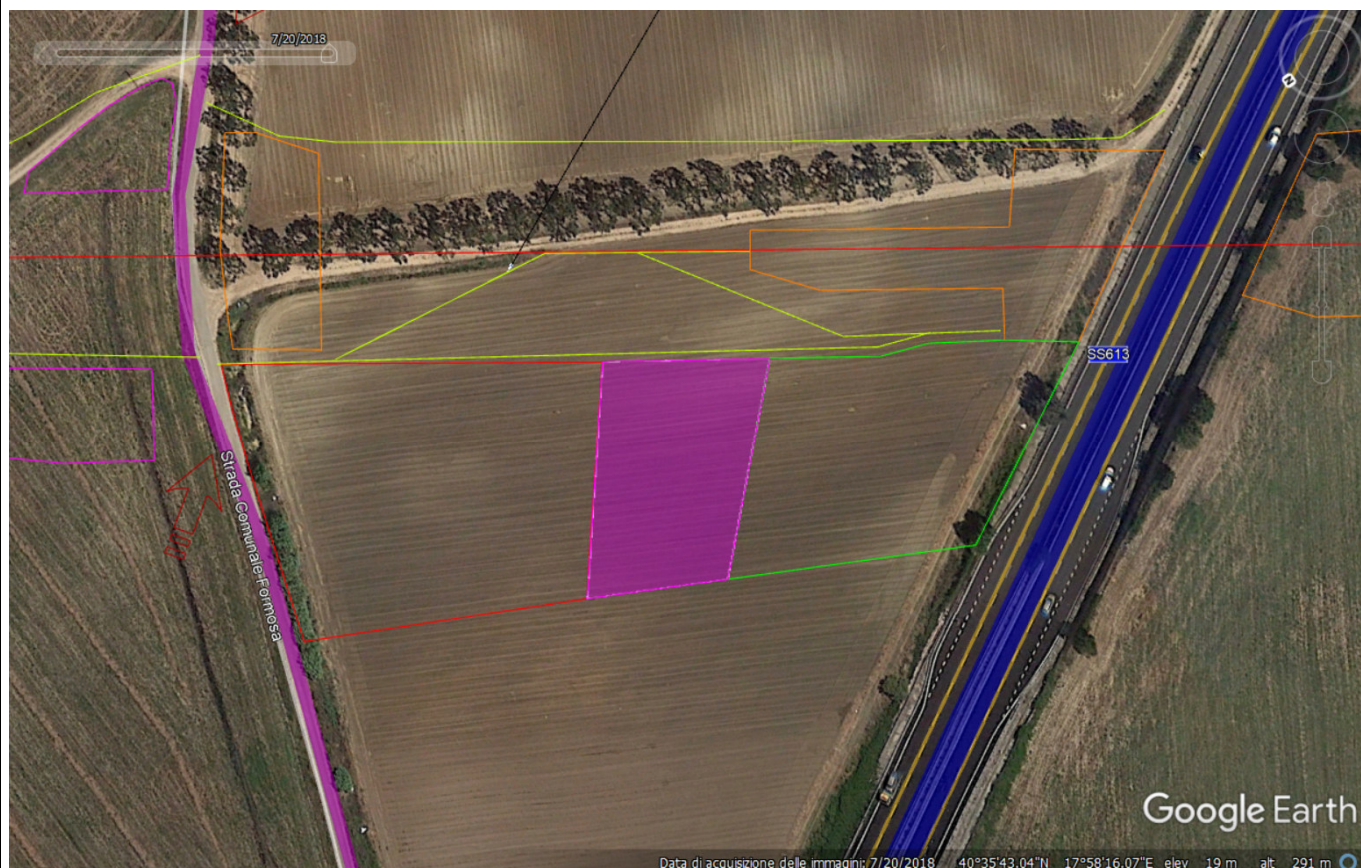 7/20/2018
N
SS613
Strada Comunale Formosa
Google Earth
Data di acquisizione delle immagini: 7/20/2018 40°35'43.04"N 17°58'16.07"E elev 19 m alt 291 m